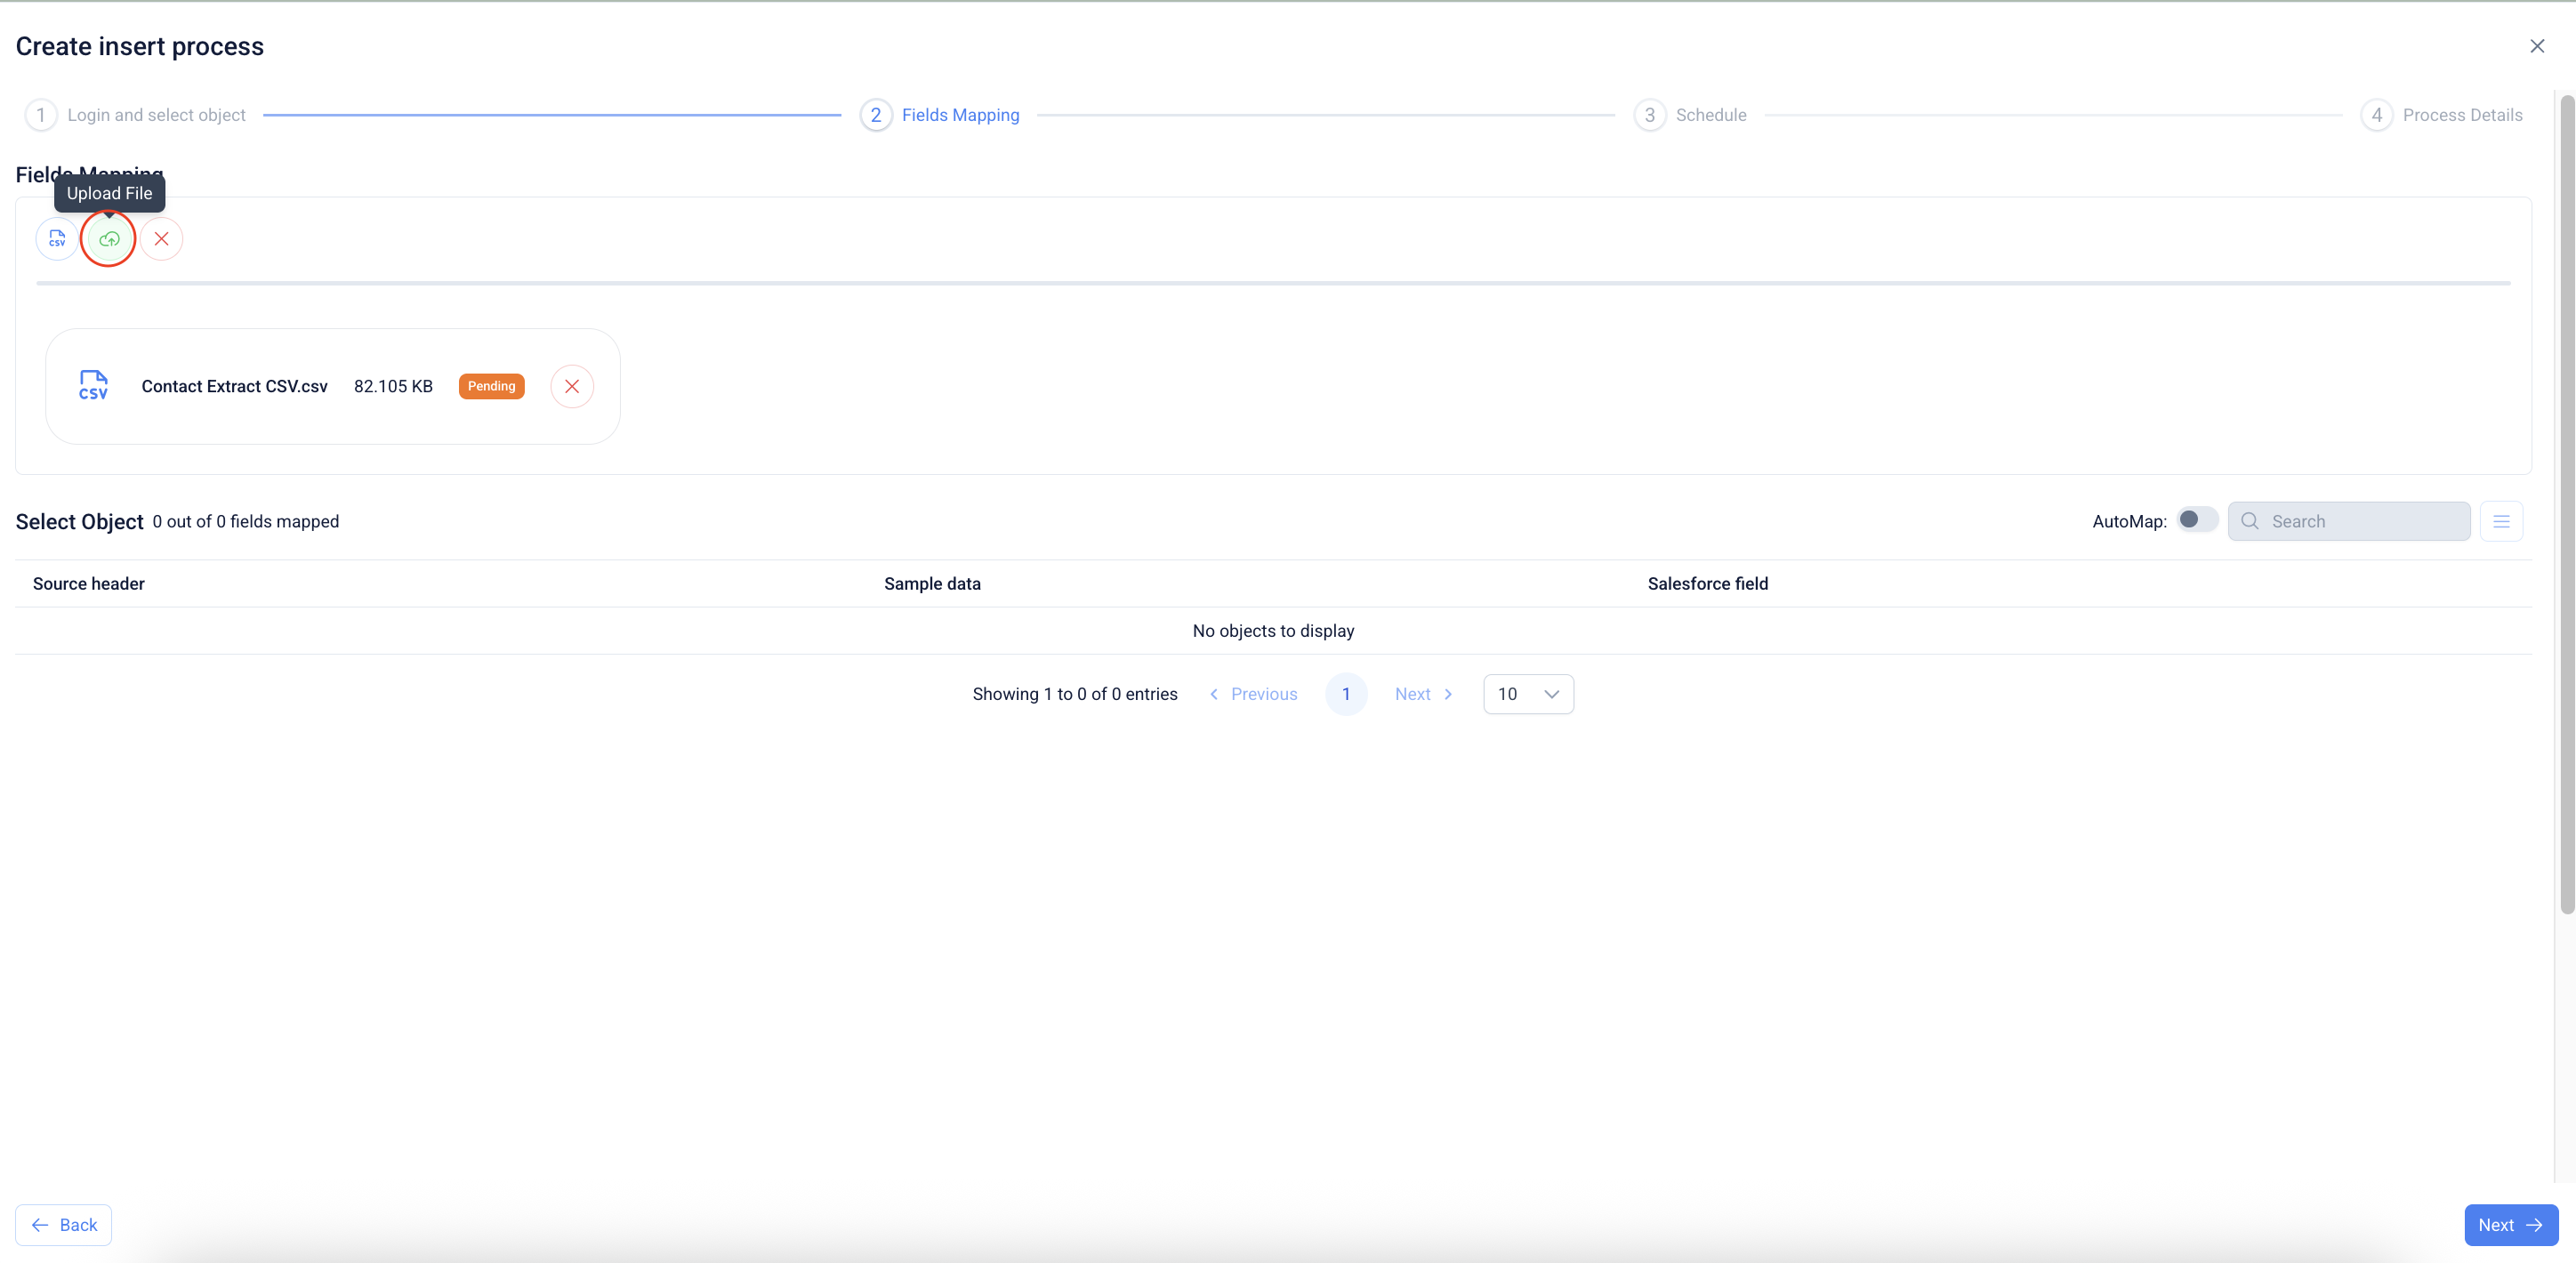 Create insert process
1 Login and select object 2 Fields Mapping 3 Schedule 4 Process Details
Fields Mapping
Upload File
CSV
CSV Contact Extract CSV.csv 82.105 KB Pending
Select Object 0 out of 0 fields mapped AutoMap: Search
Source header Sample data Salesforce field
No objects to display
Showing 1 to 0 of 0 entries Previous 1 Next 10
Back Next